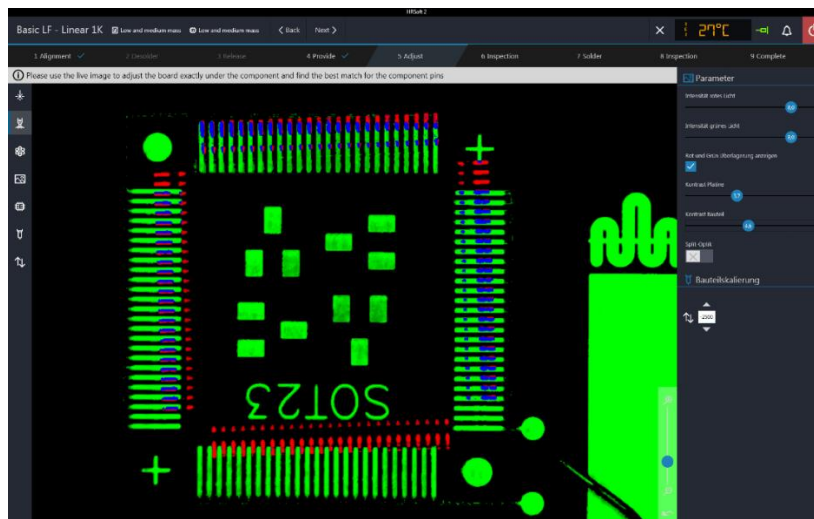 HRSoft 2
Basic LF - Linear 1K Low and medium mass Low and medium mass < Back Next > 27°C
1 Alignment 2 Desolder 3 Release 4 Provide 5 Adjust 6 Inspection 7 Solder 8 Inspection 9 Complete
Please use the live image to adjust the board exactly under the component and find the best match for the component pins
Parameter
Intensität rotes Licht
Intensität grünes Licht
Rot und Grün Überlagerung anzeigen
Kontrast Platine
Kontrast Bauteil
Split-Optik
Bauteilskalierung
SOT23